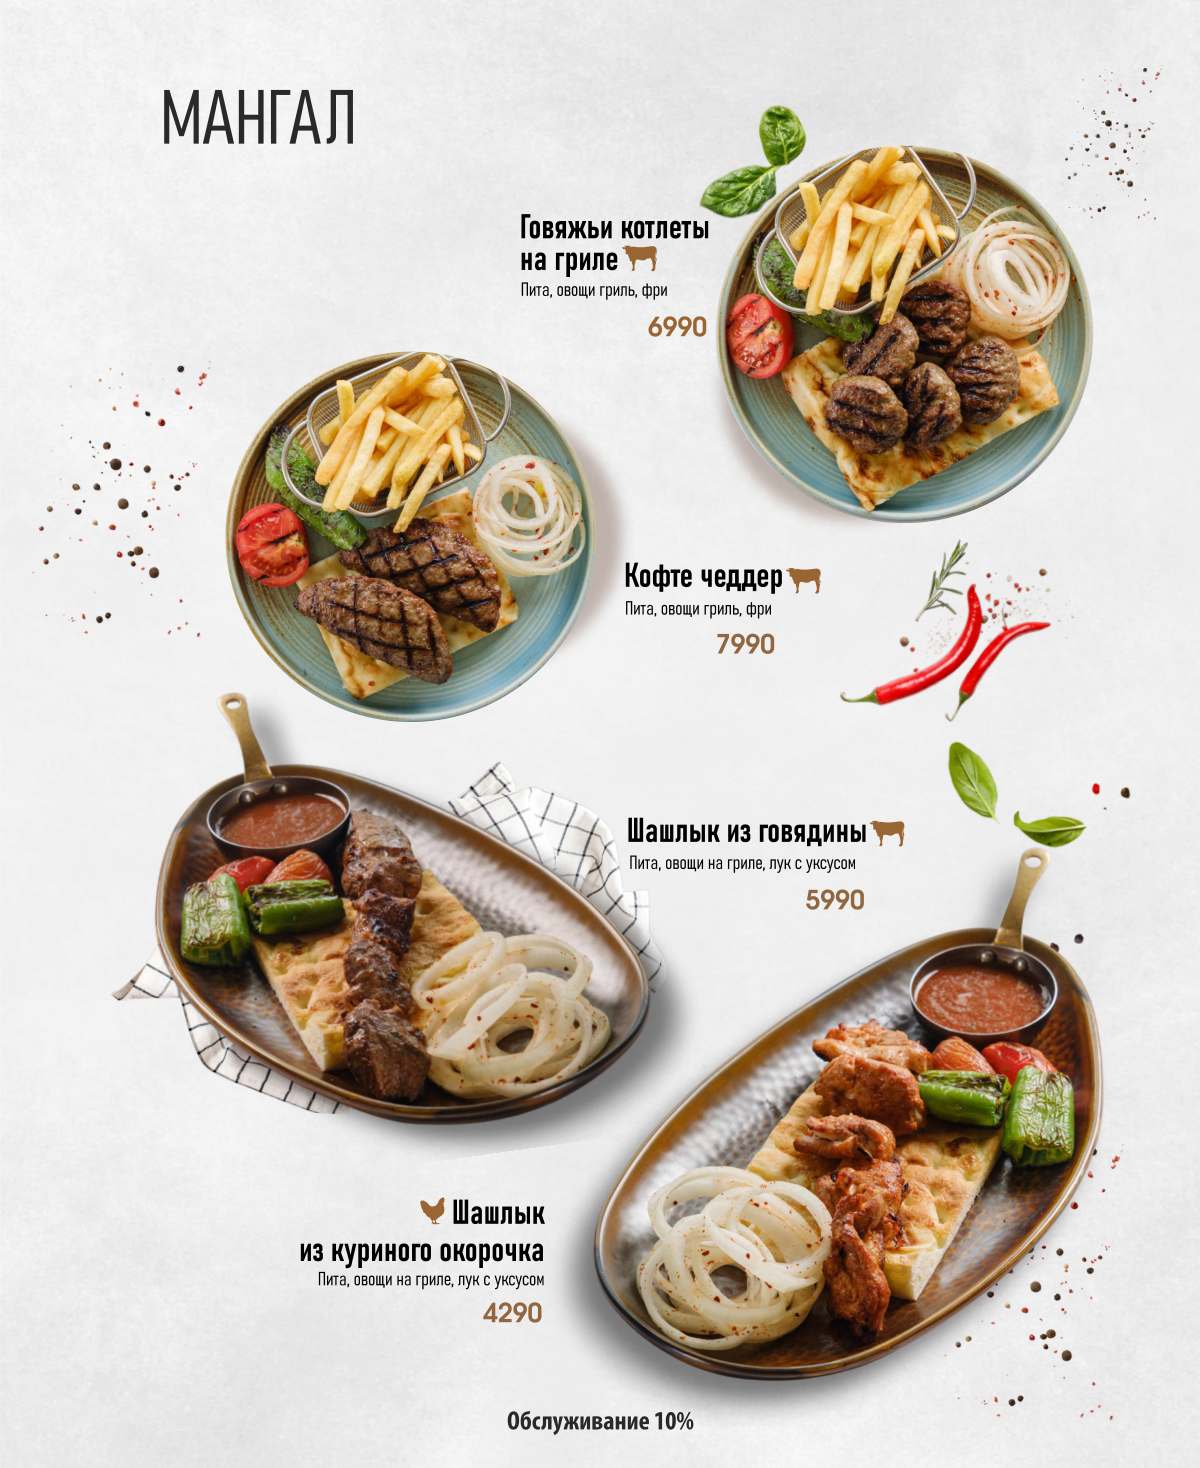 МАНГАЛ
Говяжьи котлеты
на гриле
Пита, овощи гриль, фри
6990
Кофте чеддер
Пита, овощи гриль, фри
7990
Шашлык из говядины
Пита, овощи на гриле, лук с уксусом
5990
Шашлык
из куриного окорочка
Пита, овощи на гриле, лук с уксусом
4290
Обслуживание 10%